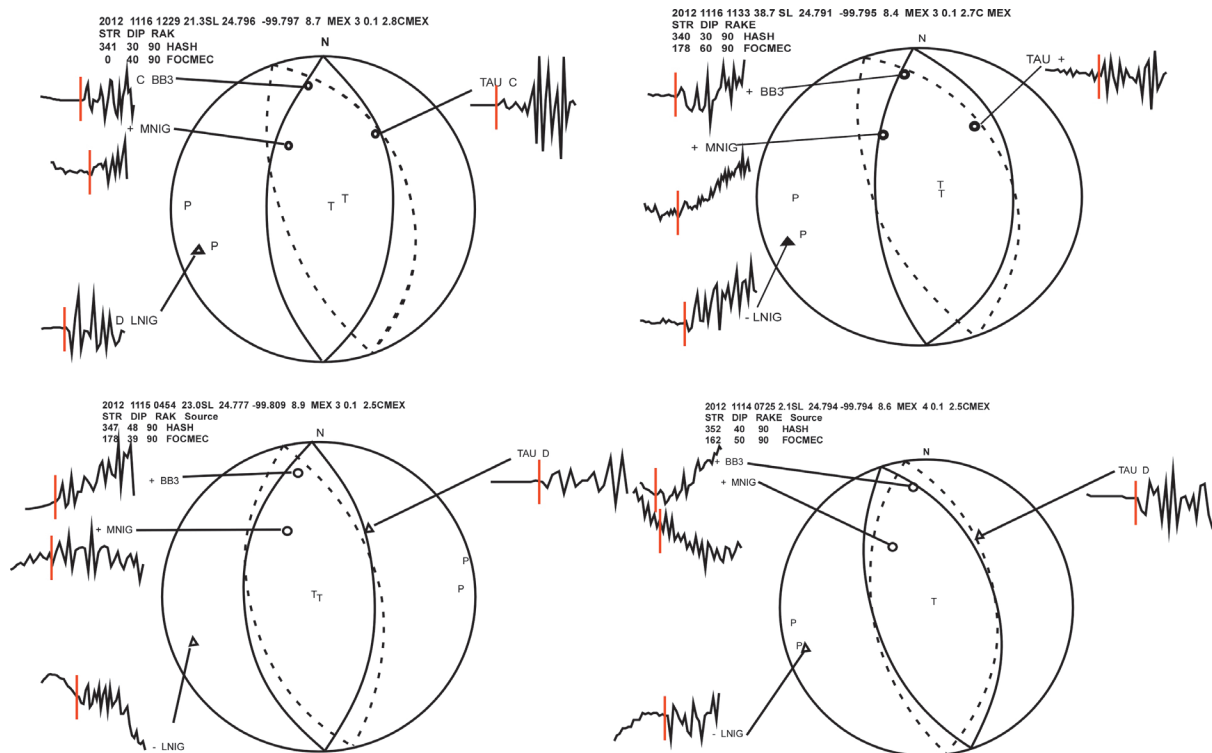 2012 1116 1229 21.3SL 24.796 -99.797 8.7 MEX 3 0.1 2.8CMEX
STR DIP RAK
341 30 90 HASH
0 40 90 FOCMEC
N
C BB3
TAU C
+ MNIG
T
T
P
P
D LNIG
2012 1116 1133 38.7 SL 24.791 -99.795 8.4 MEX 3 0.1 2.7C MEX
STR DIP RAKE
340 30 90 HASH
178 60 90 FOCMEC
N
TAU +
+ BB3
+ MNIG
T
T
P
P
- LNIG
2012 1115 0454 23.0SL 24.777 -99.809 8.9 MEX 3 0.1 2.5CMEX
STR DIP RAK Source
347 48 90 HASH
178 39 90 FOCMEC
N
TAU D
+ BB3
+ MNIG
P
P
T
T
- LNIG
2012 1114 0725 2.1SL 24.794 -99.794 8.6 MEX 4 0.1 2.5CMEX
STR DIP RAKE Source
352 40 90 HASH
162 50 90 FOCMEC
N
+ BB3
TAU D
+ MNIG
T
P
P
- LNIG